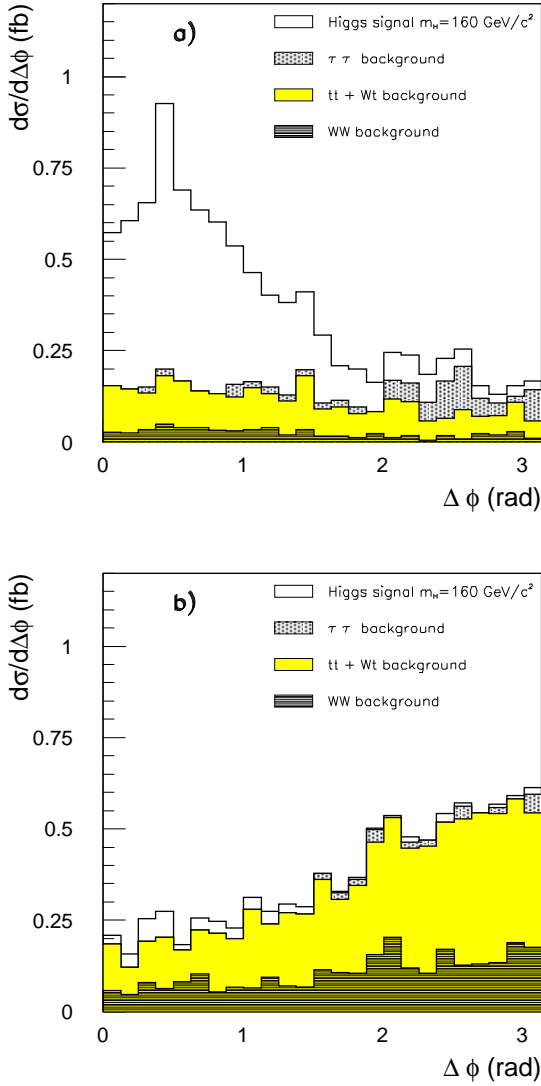 dσ/dΔϕ (fb)
a)
Higgs signal mH=160 GeV/c²
τ τ background
tt + Wt background
WW background
1
0.75
0.5
0.25
0
0 1 2 3
Δ ϕ (rad)
dσ/dΔϕ (fb)
b)
Higgs signal mH=160 GeV/c²
τ τ background
tt + Wt background
WW background
1
0.75
0.5
0.25
0
0 1 2 3
Δ ϕ (rad)